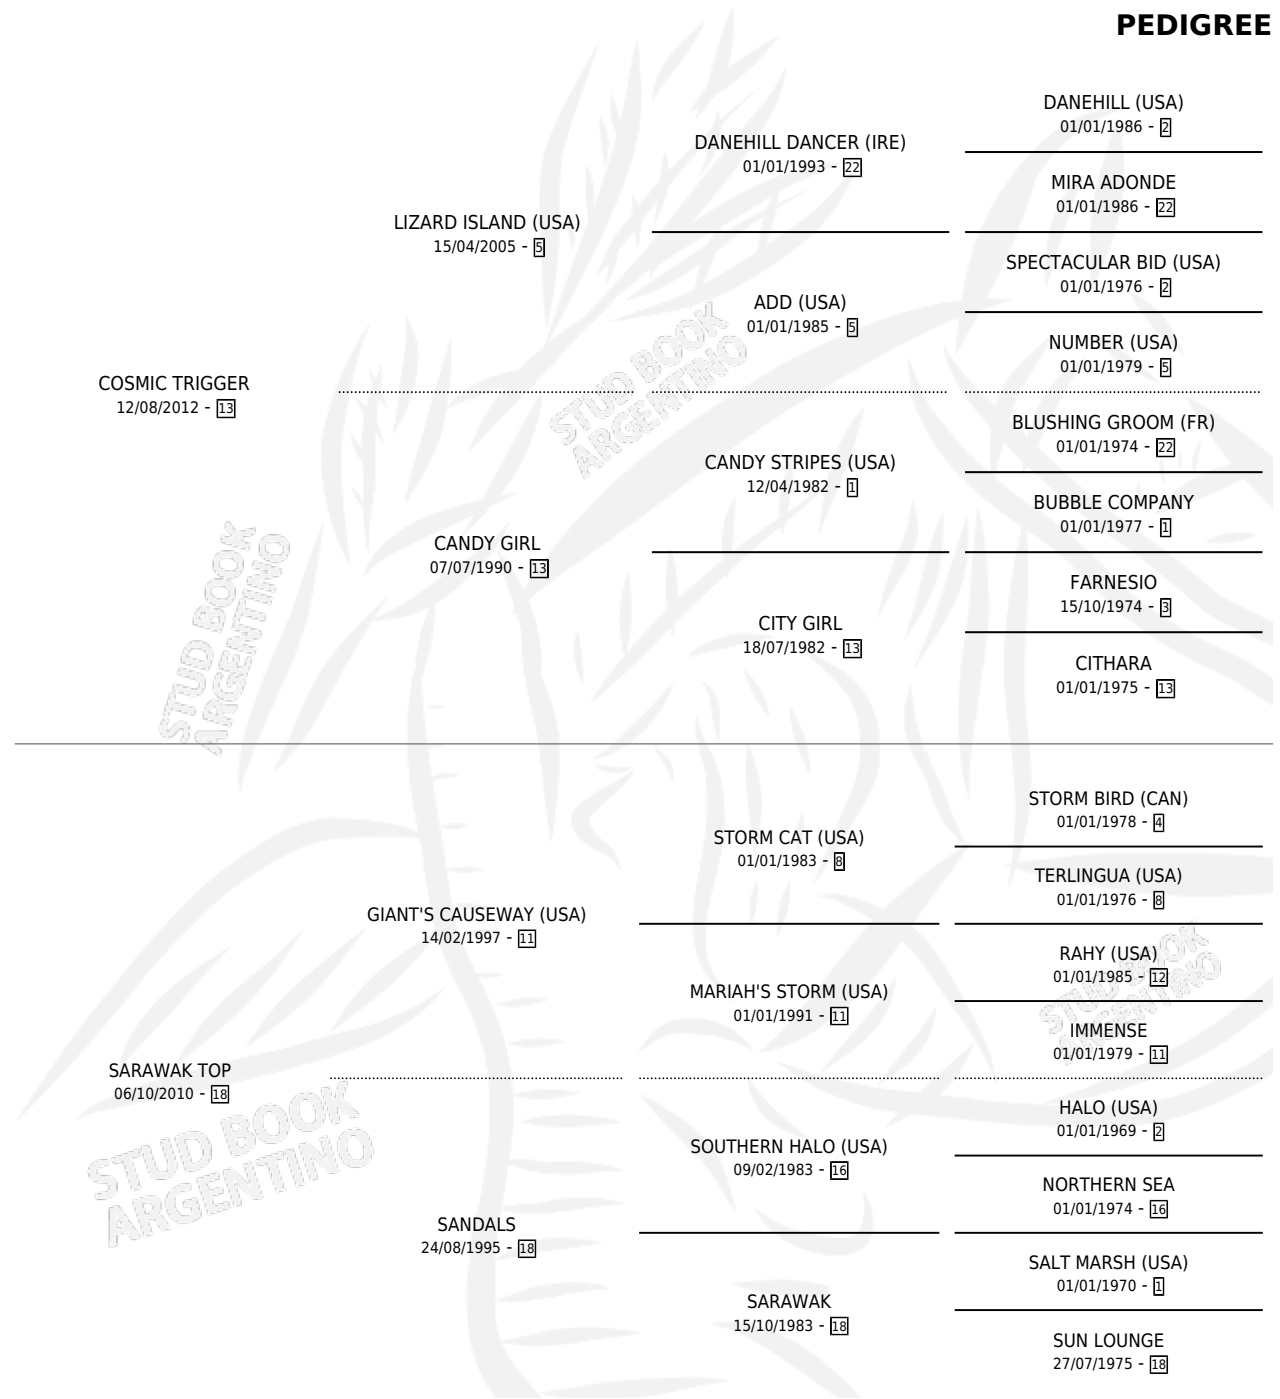 PEDIGREE
DANEHILL (USA)
01/01/1986 - 2
DANEHILL DANCER (IRE)
01/01/1993 - 22
MIRA ADONDE
01/01/1986 - 22
LIZARD ISLAND (USA)
15/04/2005 - 5
SPECTACULAR BID (USA)
01/01/1976 - 2
ADD (USA)
01/01/1985 - 5
NUMBER (USA)
01/01/1979 - 5
COSMIC TRIGGER
12/08/2012 - 13
BLUSHING GROOM (FR)
01/01/1974 - 22
CANDY STRIPES (USA)
12/04/1982 - 1
BUBBLE COMPANY
01/01/1977 - 1
CANDY GIRL
07/07/1990 - 13
FARNESIO
15/10/1974 - 3
CITY GIRL
18/07/1982 - 13
CITHARA
01/01/1975 - 13
STORM BIRD (CAN)
01/01/1978 - 4
STORM CAT (USA)
01/01/1983 - 8
TERLINGUA (USA)
01/01/1976 - 8
GIANT'S CAUSEWAY (USA)
14/02/1997 - 11
RAHY (USA)
01/01/1985 - 12
MARIAH'S STORM (USA)
01/01/1991 - 11
IMMENSE
01/01/1979 - 11
SARAWAK TOP
06/10/2010 - 18
HALO (USA)
01/01/1969 - 2
SOUTHERN HALO (USA)
09/02/1983 - 16
NORTHERN SEA
01/01/1974 - 16
SANDALS
24/08/1995 - 18
SALT MARSH (USA)
01/01/1970 - 1
SARAWAK
15/10/1983 - 18
SUN LOUNGE
27/07/1975 - 18
STUD BOOK
ARGENTINO
STUD BOOK
ARGENTINO
STUD BOOK
ARGENTINO
STUD BOOK
ARGENTINO